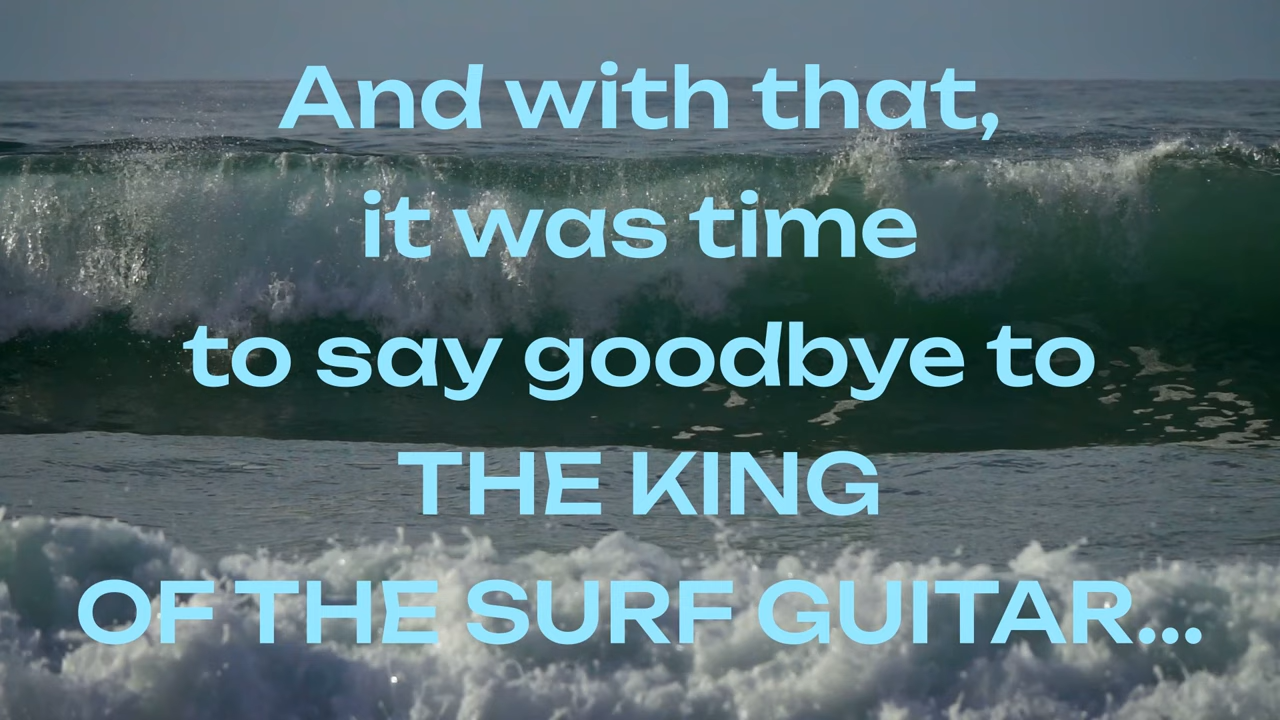 And with that,
it was time
to say goodbye to
THE KING
OF THE SURF GUITAR...